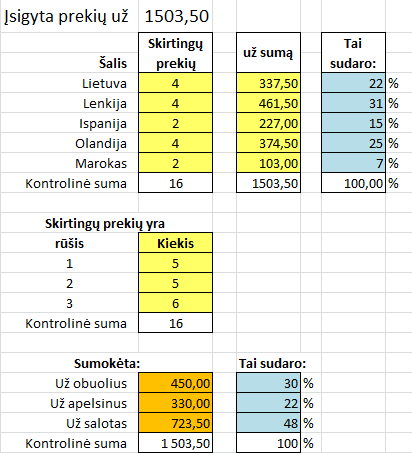 Įsigyta prekių už 1503,50
Skirtingų prekių už sumą Tai sudaro:
Šalis
Lietuva 4 337,50 22 %
Lenkija 4 461,50 31 %
Ispanija 2 227,00 15 %
Olandija 4 374,50 25 %
Marokas 2 103,00 7 %
Kontrolinė suma 16 1503,50 100,00 %
Skirtingų prekių yra
rūšis Kiekis
1 5
2 5
3 6
Kontrolinė suma 16
Sumokėta: Tai sudaro:
Už obuolius 450,00 30 %
Už apelsinus 330,00 22 %
Už salotas 723,50 48 %
Kontrolinė suma 1 503,50 100 %